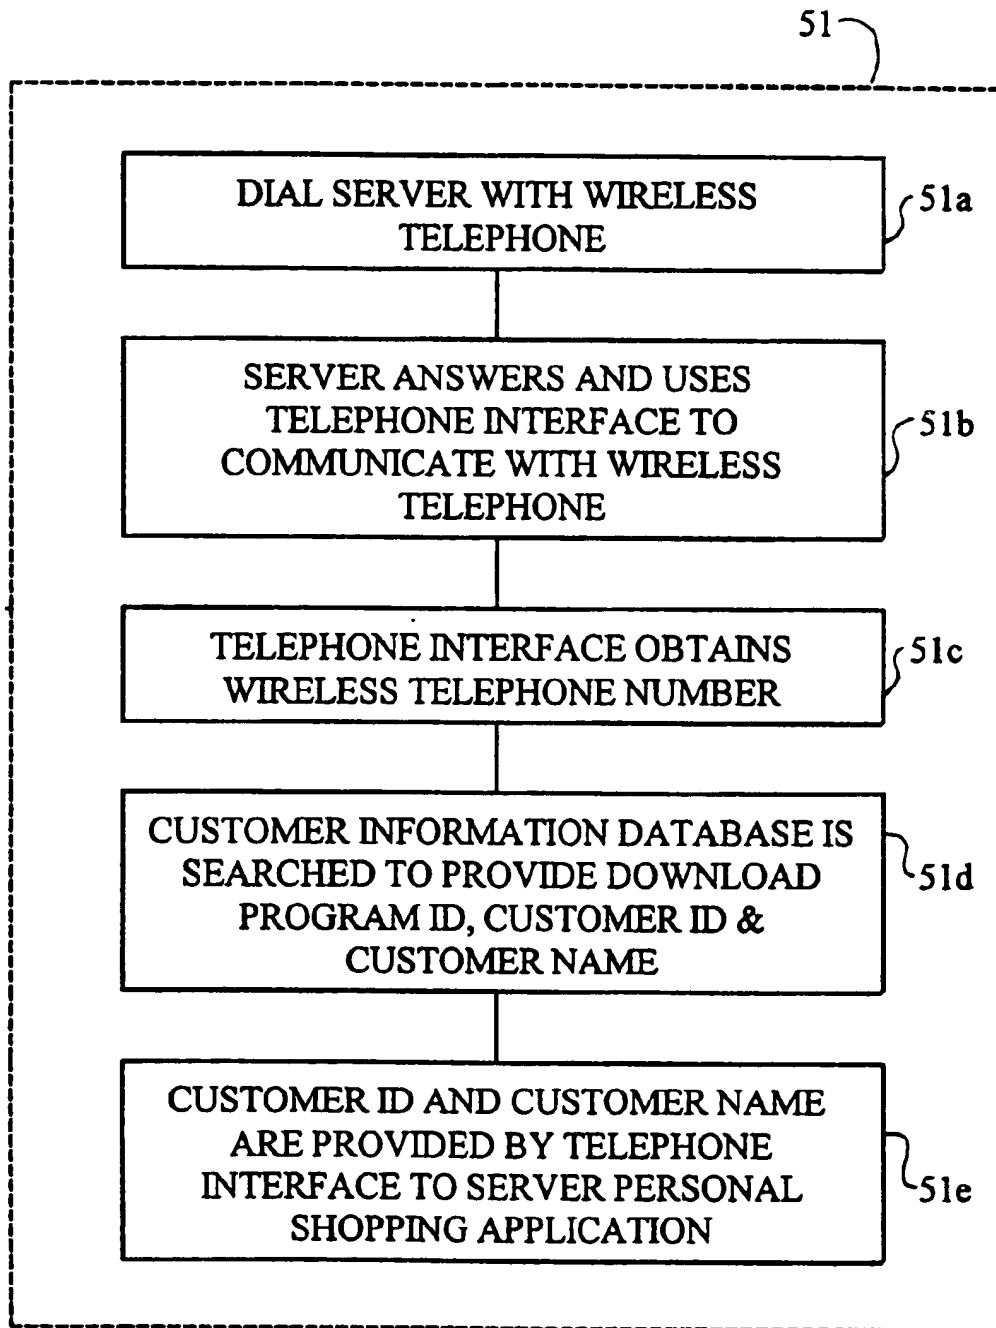 51
DIAL SERVER WITH WIRELESS
TELEPHONE
51a
SERVER ANSWERS AND USES
TELEPHONE INTERFACE TO
COMMUNICATE WITH WIRELESS
TELEPHONE
51b
TELEPHONE INTERFACE OBTAINS
WIRELESS TELEPHONE NUMBER
51c
CUSTOMER INFORMATION DATABASE IS
SEARCHED TO PROVIDE DOWNLOAD
PROGRAM ID, CUSTOMER ID &
CUSTOMER NAME
51d
CUSTOMER ID AND CUSTOMER NAME
ARE PROVIDED BY TELEPHONE
INTERFACE TO SERVER PERSONAL
SHOPPING APPLICATION
51e